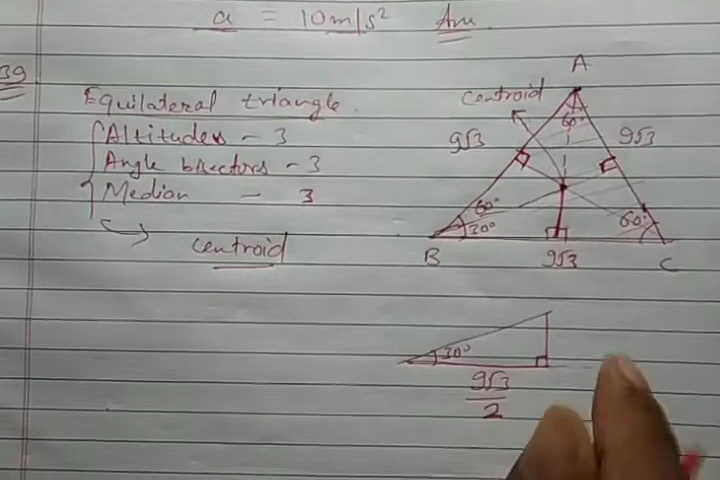 a = 10m/s² Ans.
39
Equilateral triangle.
Altitudes - 3
Angle bisectors - 3
Median - 3
centroid
A
Centroid
60°
9√3
9√3
60°
30°
60°
B
9√3
C
30°
9√3
2